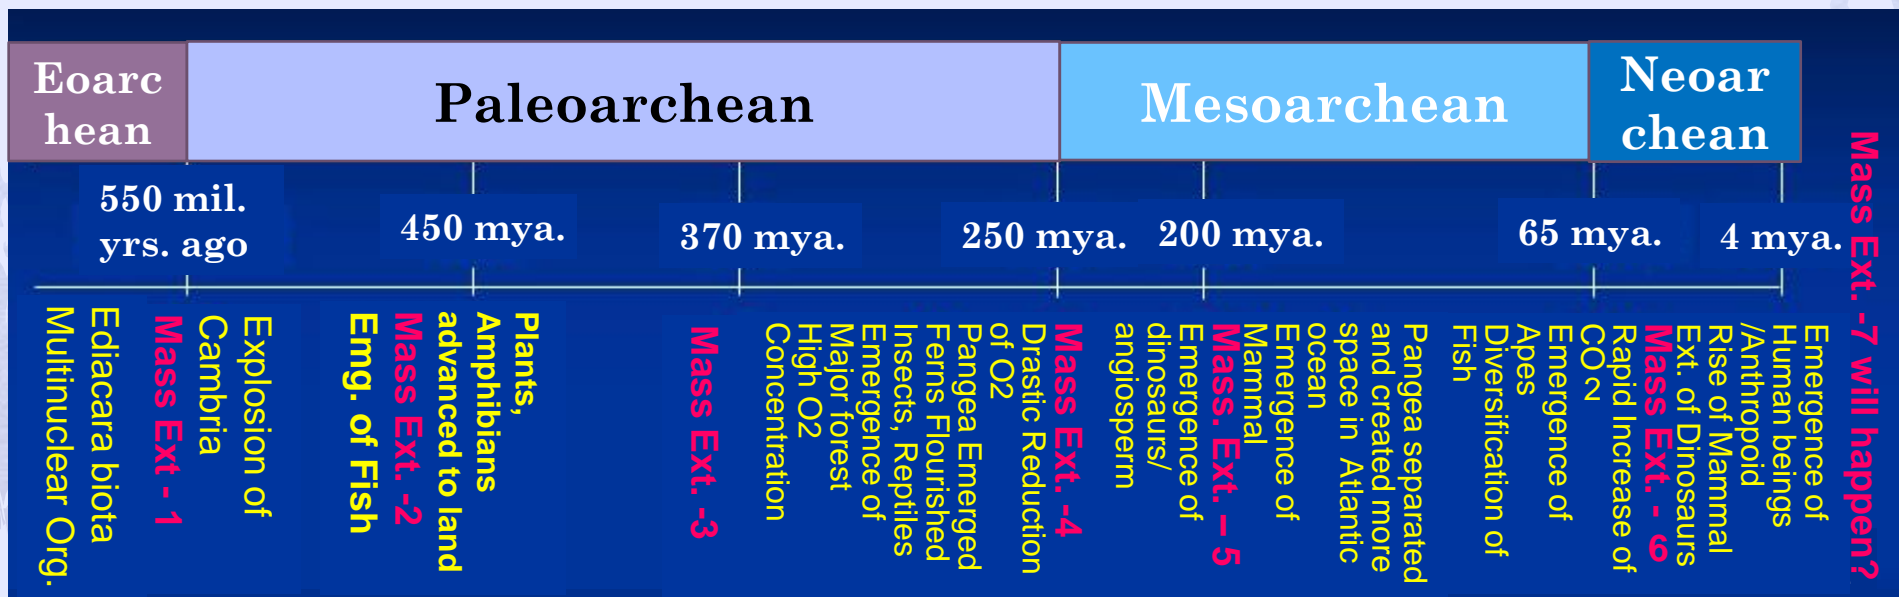 Eoarc
hean
Paleoarchean
Mesoarchean
Neoar
chean
550 mil.
yrs. ago
450 mya.
370 mya.
250 mya.
200 mya.
65 mya.
4 mya.
Ediacara biota
Multinuclear Org.
Mass Ext - 1
Explosion of
Cambria
Plants,
Amphibians
advanced to land
Mass Ext. -2
Emg. of Fish
Mass Ext. -3
Drastic Reduction
of O2
Pangea Emerged
Ferns Flourished
Insects, Reptiles
Emergence of
Major forest
High O2
Concentration
Mass Ext. -4
Emergence of
dinosaurs/
angiosperm
Mass. Ext. – 5
Pangea separated
and created more
space in Atlantic
ocean
Emergence of
Mammal
Emergence of
Apes
Diversification of
Fish
Rapid Increase of
CO 2
Mass Ext. - 6
Emergence of
Human beings
/Anthropoid
Rise of Mammal
Ext. of Dinosaurs
Mass Ext. -7 will happen?